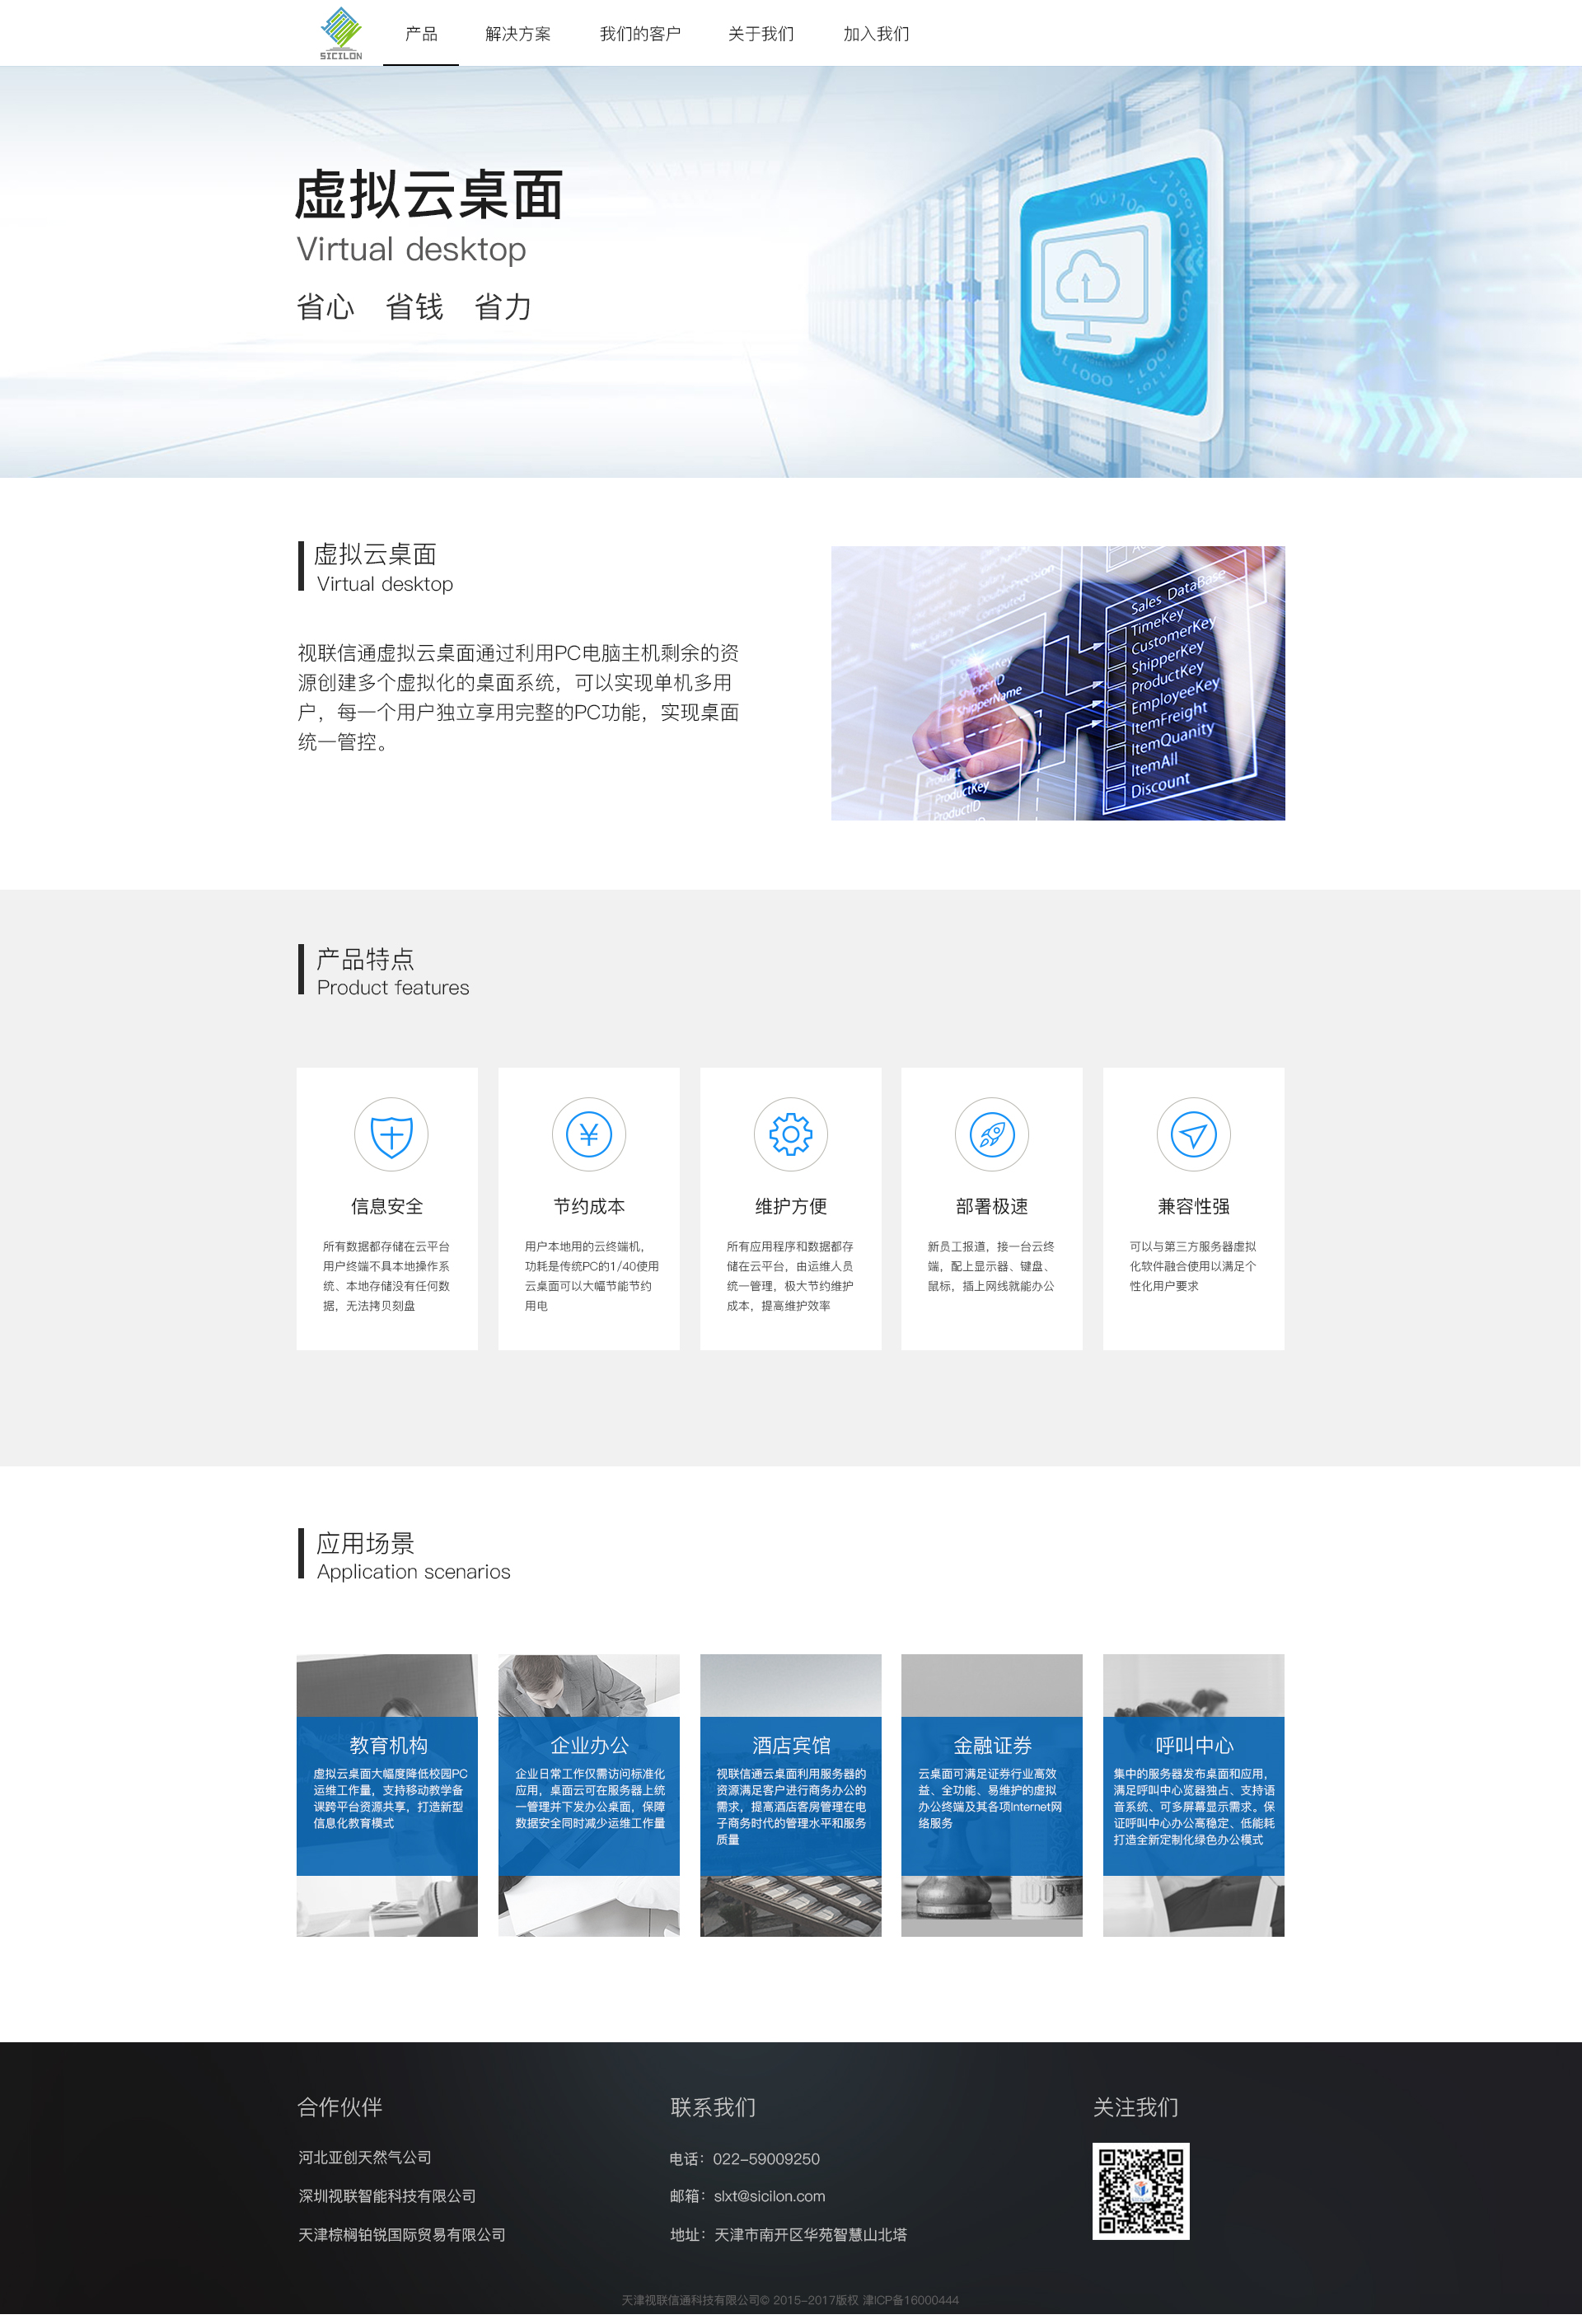 SICILON
产品 解决方案 我们的客户 关于我们 加入我们
虚拟云桌面
Virtual desktop
省心 省钱 省力
虚拟云桌面
Virtual desktop
视联信通虚拟云桌面通过利用PC电脑主机剩余的资
源创建多个虚拟化的桌面系统，可以实现单机多用
户，每一个用户独立享用完整的PC功能，实现桌面
统一管控。
Sales DataBase
TimeKey
CustomerKey
ShipperKey
ProductKey
EmployeeKey
ItemFreight
ItemQuanity
ItemAll
Discount
ShipperKey
ShipperID
ShipperName
Product
ProductKey
ProductID
产品特点
Product features
信息安全
所有数据都存储在云平台
用户终端不具本地操作系
统、本地存储没有任何数
据，无法拷贝刻盘
节约成本
用户本地用的云终端机，
功耗是传统PC的1/40使用
云桌面可以大幅节能节约
用电
维护方便
所有应用程序和数据都存
储在云平台，由运维人员
统一管理，极大节约维护
成本，提高维护效率
部署极速
新员工报道，接一台云终
端，配上显示器、键盘、
鼠标，插上网线就能办公
兼容性强
可以与第三方服务器虚拟
化软件融合使用以满足个
性化用户要求
应用场景
Application scenarios
教育机构
虚拟云桌面大幅度降低校园PC
运维工作量，支持移动教学备
课跨平台资源共享，打造新型
信息化教育模式
企业办公
企业日常工作仅需访问标准化
应用，桌面云可在服务器上统
一管理并下发办公桌面，保障
数据安全同时减少运维工作量
酒店宾馆
视联信通云桌面利用服务器的
资源满足客户进行商务办公的
需求，提高酒店客房管理在电
子商务时代的管理水平和服务
质量
金融证券
云桌面可满足证券行业高效
益、全功能、易维护的虚拟
办公终端及其各项Internet网
络服务
100
呼叫中心
集中的服务器发布桌面和应用，
满足呼叫中心览器独占、支持语
音系统、可多屏幕显示需求。保
证呼叫中心办公高稳定、低能耗
打造全新定制化绿色办公模式
合作伙伴
河北亚创天然气公司
深圳视联智能科技有限公司
天津棕榈铂锐国际贸易有限公司
联系我们
电话：022-59009250
邮箱：slxt@sicilon.com
地址：天津市南开区华苑智慧山北塔
关注我们
天津视联信通科技有限公司© 2015-2017版权 津ICP备16000444